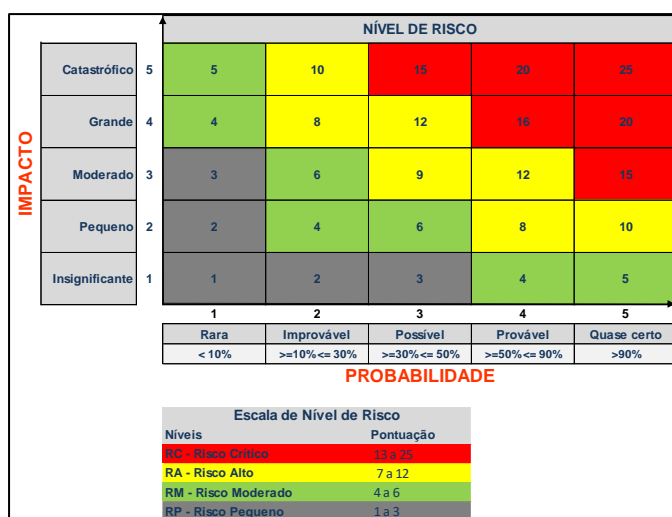 NÍVEL DE RISCO
Catastrófico 5 5 10 15 20 25
Grande 4 4 8 12 16 20
Moderado 3 3 6 9 12 15
Pequeno 2 2 4 6 8 10
Insignificante 1 1 2 3 4 5
IMPACTO
1 2 3 4 5
Rara Improvável Possível Provável Quase certo
< 10% >=10%<= 30% >=30%<= 50% >=50%<= 90% >90%
PROBABILIDADE
Escala de Nível de Risco
Níveis Pontuação
RC - Risco Crítico 13 a 25
RA - Risco Alto 7 a 12
RM - Risco Moderado 4 a 6
RP - Risco Pequeno 1 a 3